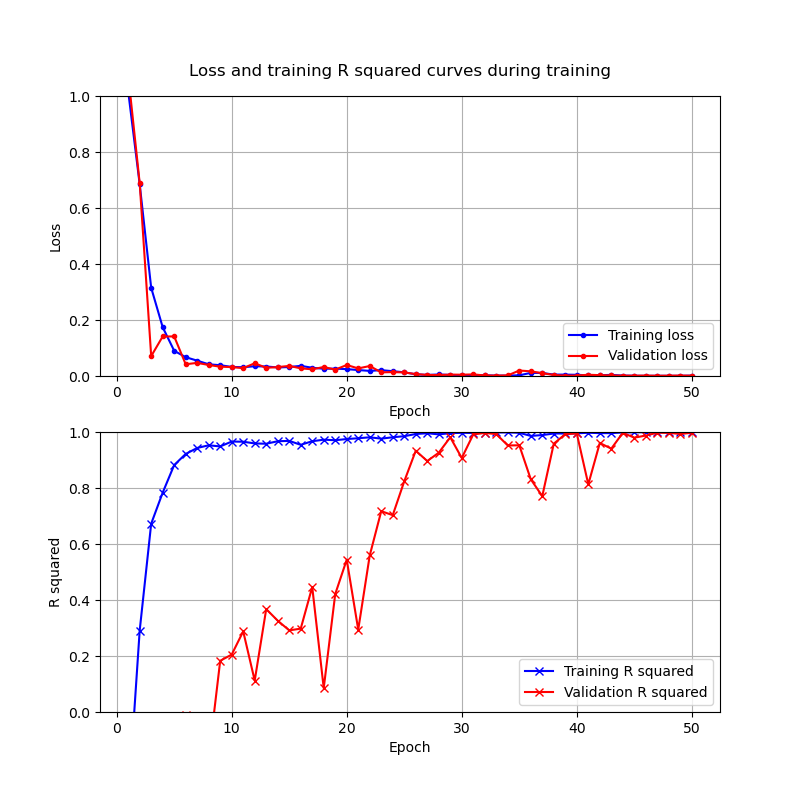 Loss and training R squared curves during training
1.0
0.8
0.6
0.4
0.2
0.0
Loss
Training loss
Validation loss
0 10 20 30 40 50
Epoch
1.0
0.8
0.6
0.4
0.2
0.0
R squared
Training R squared
Validation R squared
0 10 20 30 40 50
Epoch